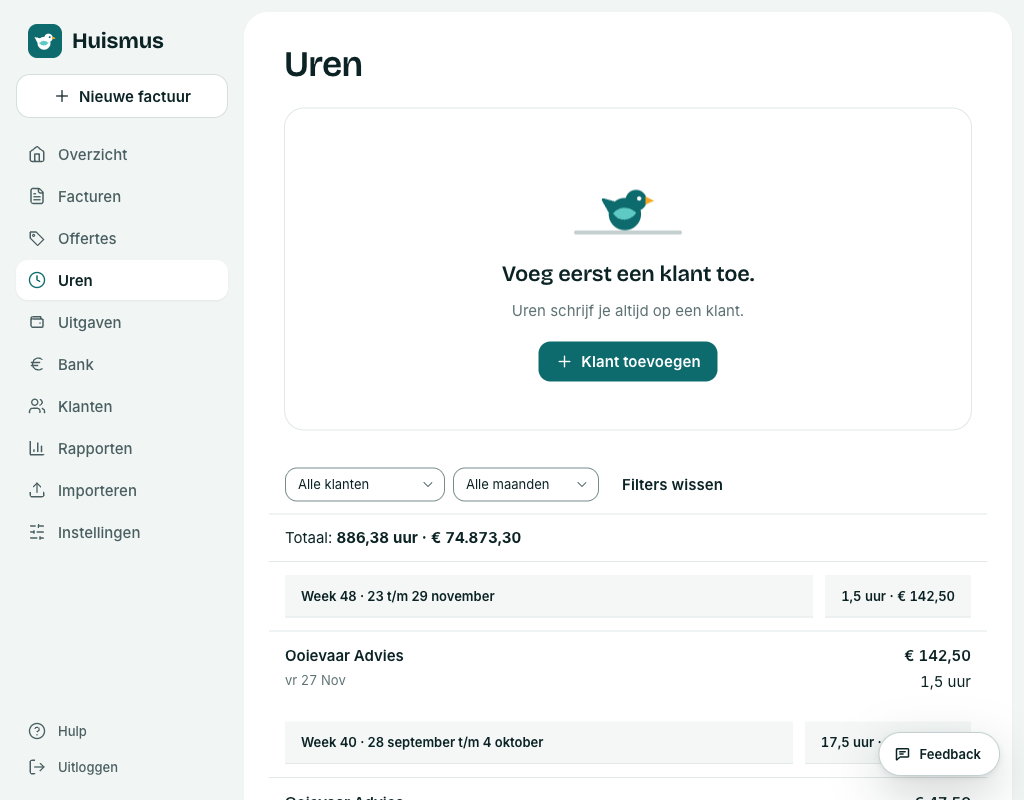 Huismus
Nieuwe factuur
Overzicht
Facturen
Offertes
Uren
Uitgaven
Bank
Klanten
Rapporten
Importeren
Instellingen
Hulp
Uitloggen
Uren
Voeg eerst een klant toe.
Uren schrijf je altijd op een klant.
Klant toevoegen
Alle klanten
Alle maanden
Filters wissen
Totaal: 886,38 uur · € 74.873,30
Week 48 · 23 t/m 29 november
1,5 uur · € 142,50
Ooievaar Advies
€ 142,50
vr 27 Nov
1,5 uur
Week 40 · 28 september t/m 4 oktober
17,5 uur ·
Feedback
Ooievaar Advies